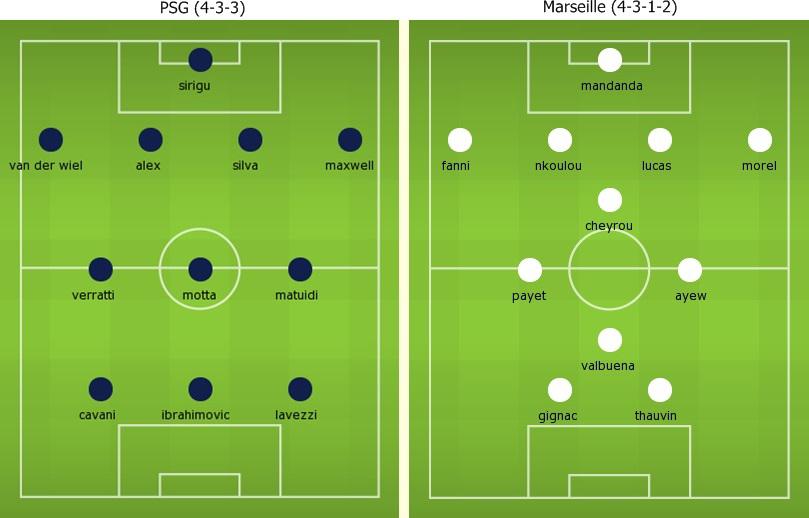 PSG (4-3-3)
sirigu
van der wiel alex silva maxwell
verratti motta matuidi
cavani ibrahimovic lavezzi
Marseille (4-3-1-2)
mandanda
fanni nkoulou lucas morel
cheyrou
payet ayew
valbuena
gignac thauvin